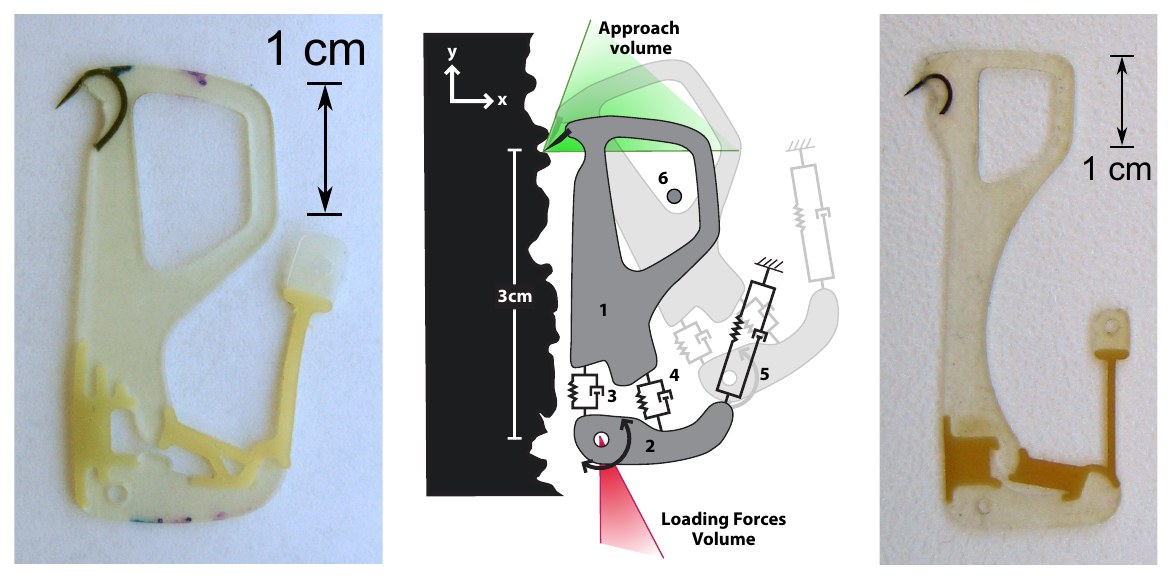 1 cm
Approach
volume
y
x
6
3cm
1
5
4
3
2
Loading Forces
Volume
1 cm